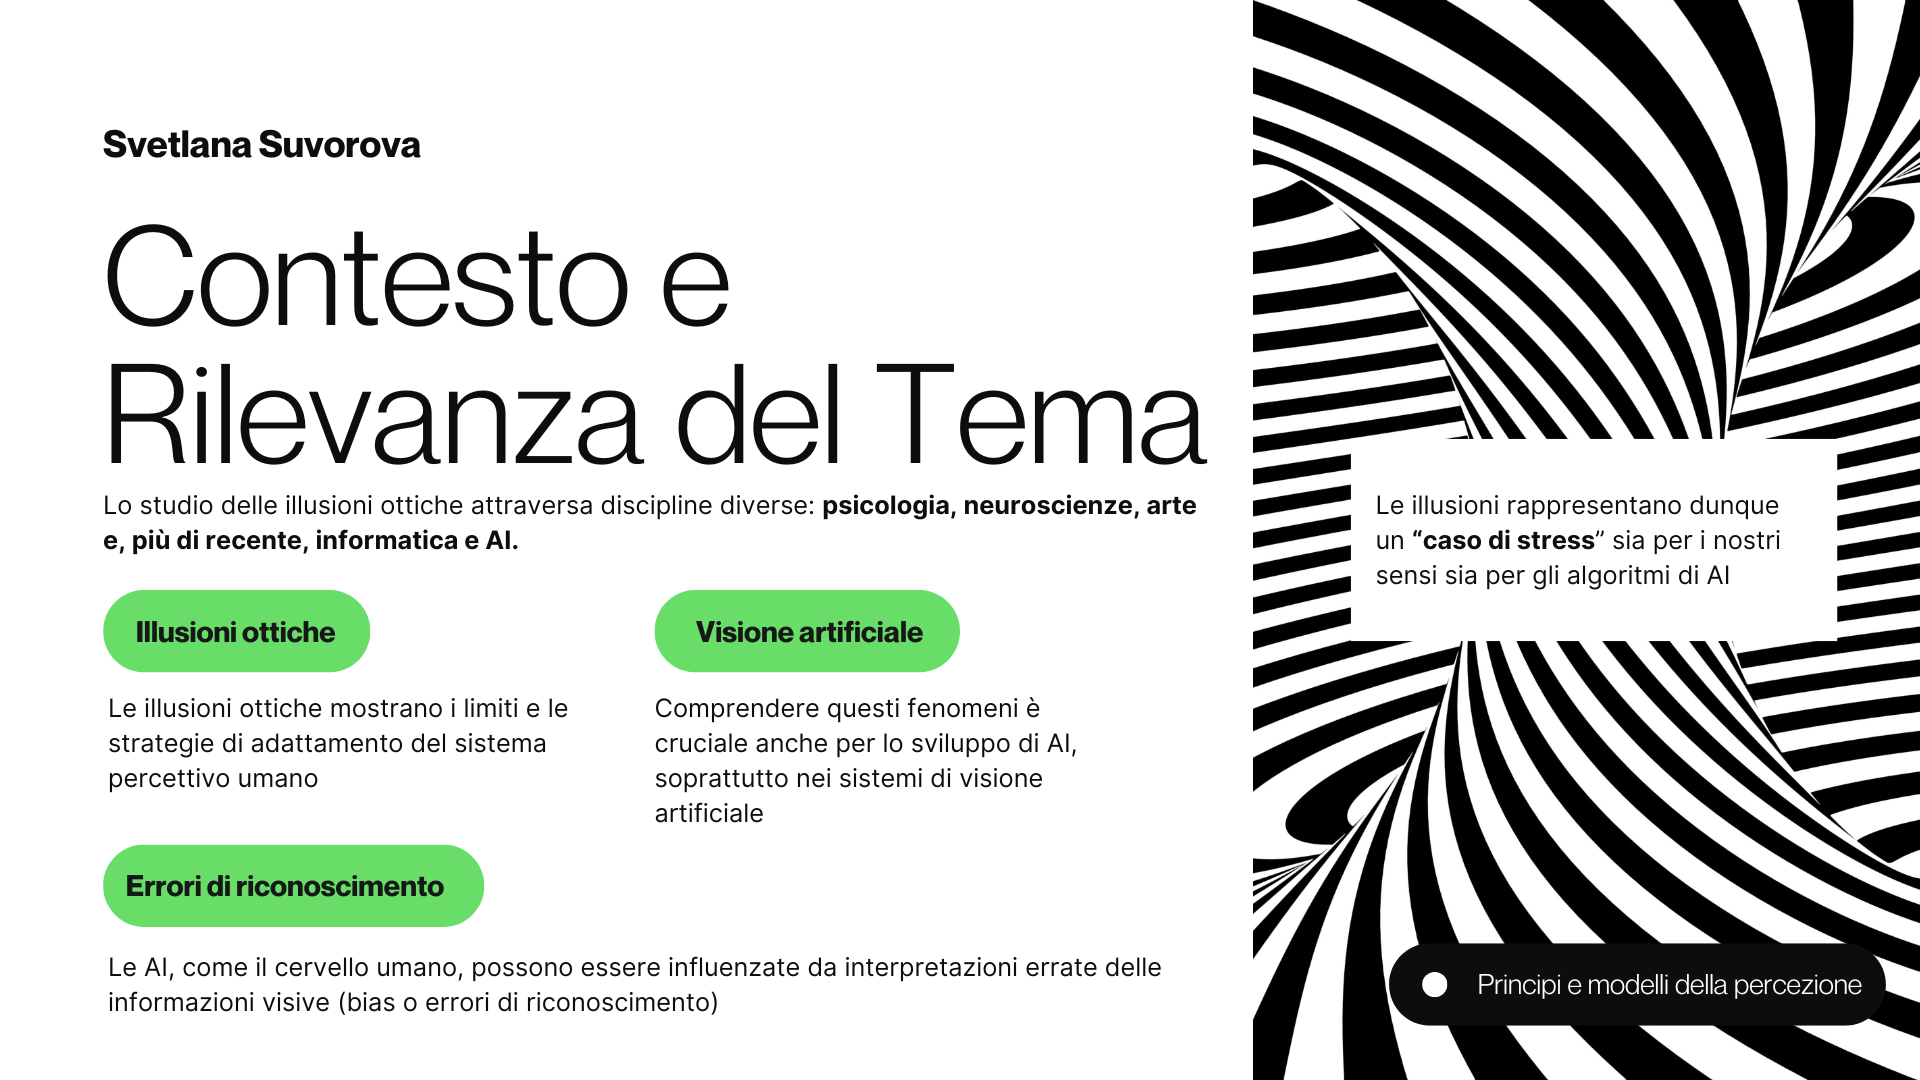 Svetlana Suvorova
Contesto e
Rilevanza del Tema
Lo studio delle illusioni ottiche attraversa discipline diverse: psicologia, neuroscienze, arte
e, più di recente, informatica e AI.
Illusioni ottiche
Le illusioni ottiche mostrano i limiti e le
strategie di adattamento del sistema
percettivo umano
Visione artificiale
Comprendere questi fenomeni è
cruciale anche per lo sviluppo di AI,
soprattutto nei sistemi di visione
artificiale
Errori di riconoscimento
Le AI, come il cervello umano, possono essere influenzate da interpretazioni errate delle
informazioni visive (bias o errori di riconoscimento)
Le illusioni rappresentano dunque
un “caso di stress” sia per i nostri
sensi sia per gli algoritmi di AI
Principi e modelli della percezione